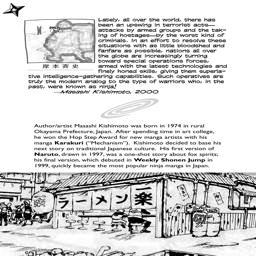 Lately, all over the world, there has
been an upswing in terrorist acts—
attacks by armed groups and the tak-
ing of hostages—by the worst kind of
criminals. In an effort to resolve these
situations with as little bloodshed and
fanfare as possible, nations all over
the globe are increasingly turning
toward special operations forces,
armed with the latest technologies and
finely honed skills, giving them superla-
tive intelligence-gathering capabilities. Such operatives are
truly the modern analog to the type of warriors who, in the
past, were known as ninja!
—Masashi Kishimoto, 2000
岸本斉史
Author/artist Masashi Kishimoto was born in 1974 in rural
Okayama Prefecture, Japan. After spending time in art college,
he won the Hop Step Award for new manga artists with his
manga Karakuri ("Mechanism"). Kishimoto decided to base his
next story on traditional Japanese culture. His first version of
Naruto, drawn in 1997, was a one-shot story about fox spirits;
his final version, which debuted in Weekly Shonen Jump in
1999, quickly became the most popular ninja manga in Japan.
ラーメン楽